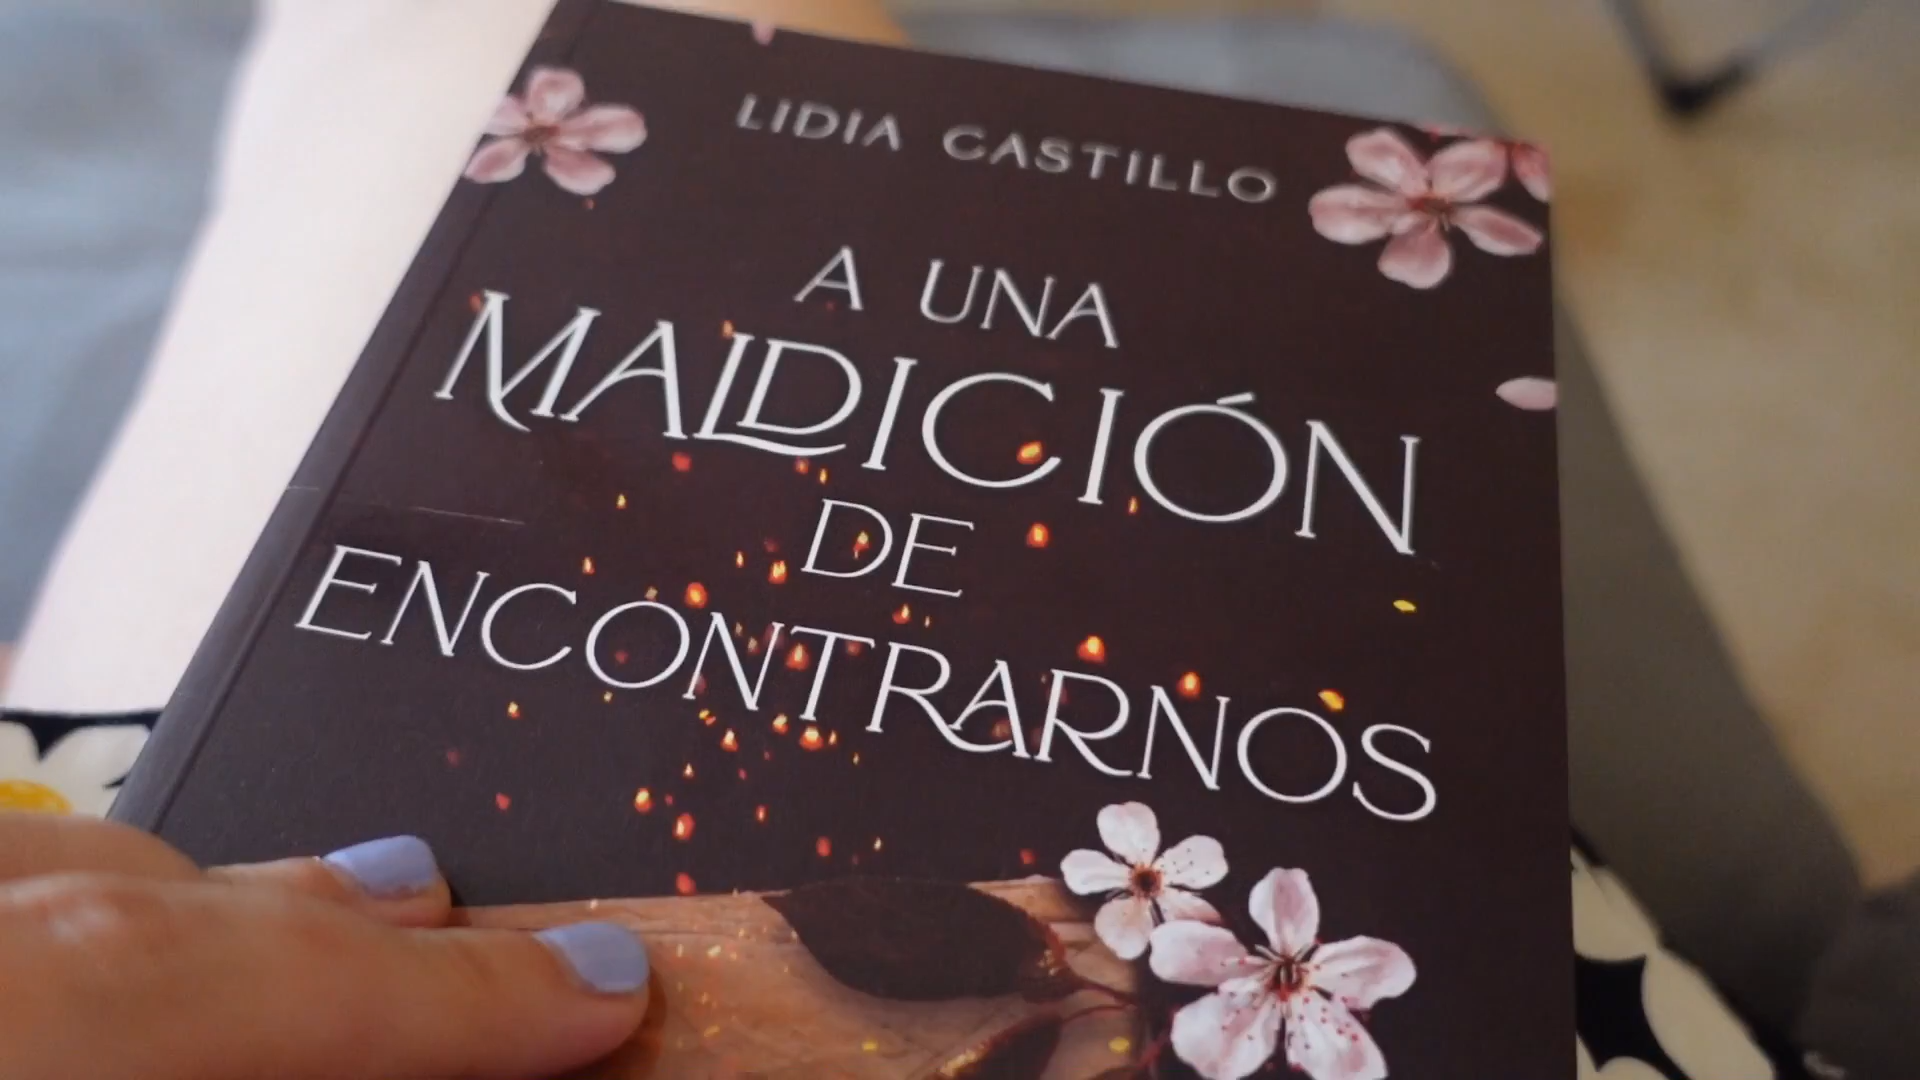 LIDIA CASTILLO
A UNA
MALDICIÓN
DE
ENCONTRARNOS